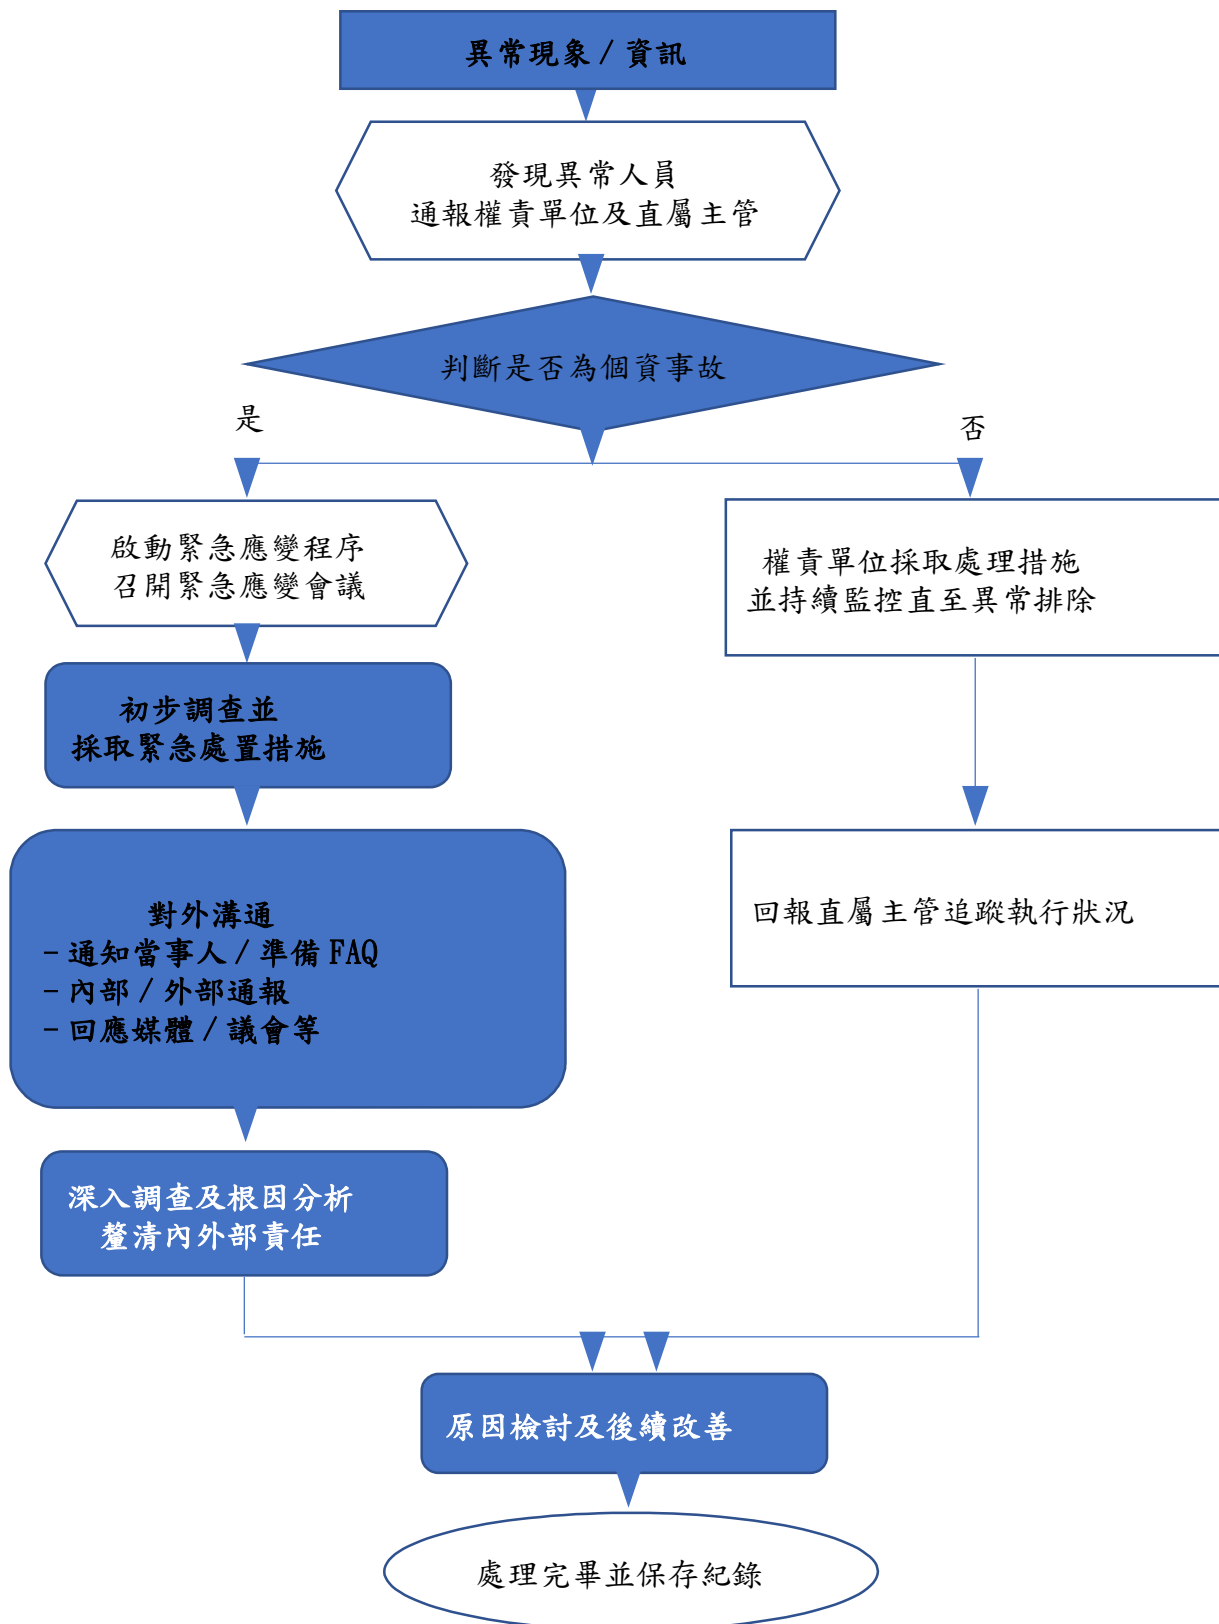 異常現象/資訊
發現異常人員
通報權責單位及直屬主管
判斷是否為個資事故
是
否
啟動緊急應變程序
召開緊急應變會議
權責單位採取處理措施
並持續監控直至異常排除
初步調查並
採取緊急處置措施
對外溝通
-通知當事人/準備FAQ
-內部/外部通報
-回應媒體/議會等
回報直屬主管追蹤執行狀況
深入調查及根因分析
釐清內外部責任
原因檢討及後續改善
處理完畢並保存紀錄